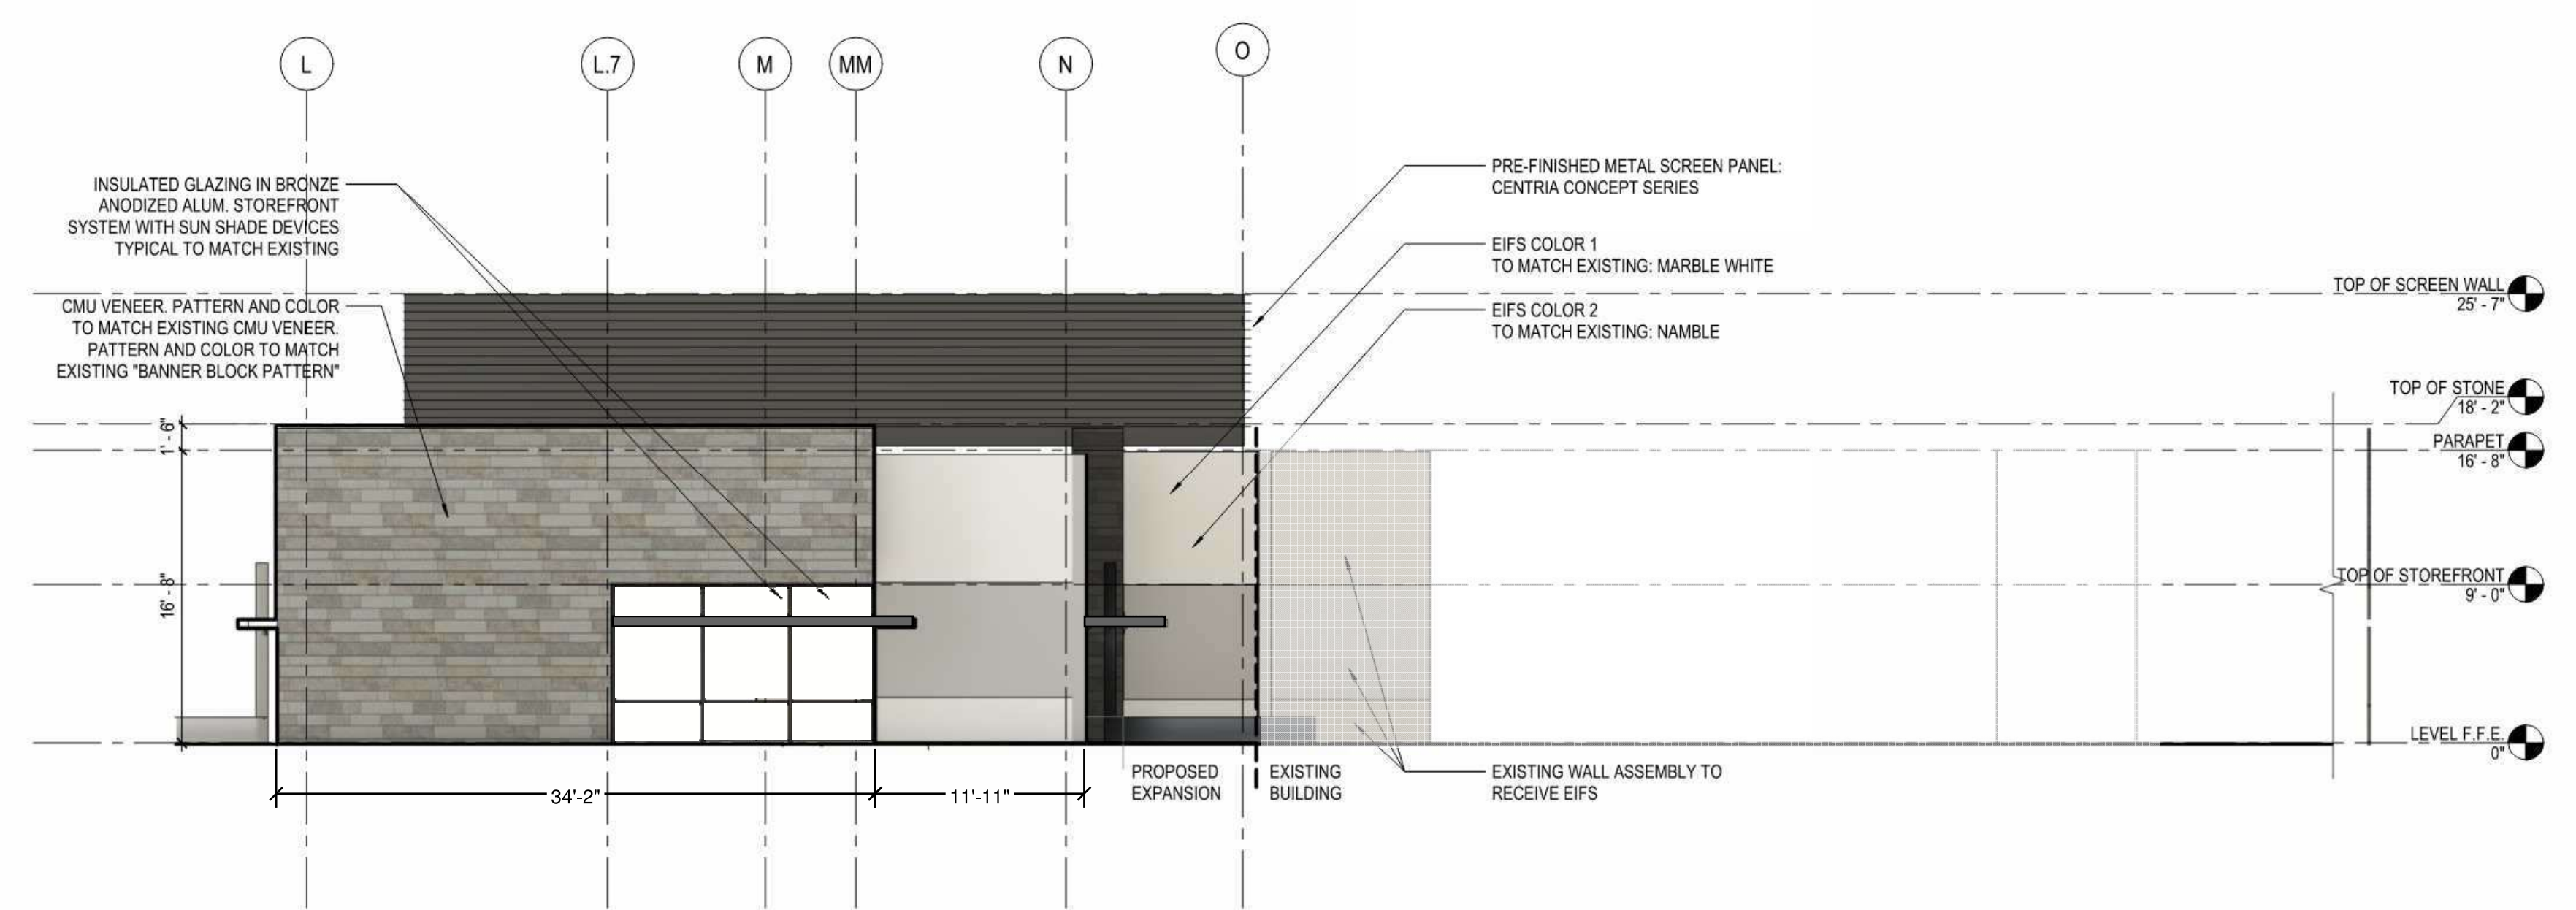 L
L.7
M
MM
N
O
INSULATED GLAZING IN BRONZE
ANODIZED ALUM. STOREFRONT
SYSTEM WITH SUN SHADE DEVICES
TYPICAL TO MATCH EXISTING
CMU VENEER. PATTERN AND COLOR
TO MATCH EXISTING CMU VENEER.
PATTERN AND COLOR TO MATCH
EXISTING "BANNER BLOCK PATTERN"
PRE-FINISHED METAL SCREEN PANEL:
CENTRIA CONCEPT SERIES
EIFS COLOR 1
TO MATCH EXISTING: MARBLE WHITE
EIFS COLOR 2
TO MATCH EXISTING: NAMBLE
TOP OF SCREEN WALL
25' - 7"
TOP OF STONE
18' - 2"
PARAPET
16' - 8"
TOP OF STOREFRONT
9' - 0"
LEVEL F.F.E.
0"
1' - 6"
16' - 8"
34'-2"
11'-11"
PROPOSED
EXPANSION
EXISTING
BUILDING
EXISTING WALL ASSEMBLY TO
RECEIVE EIFS